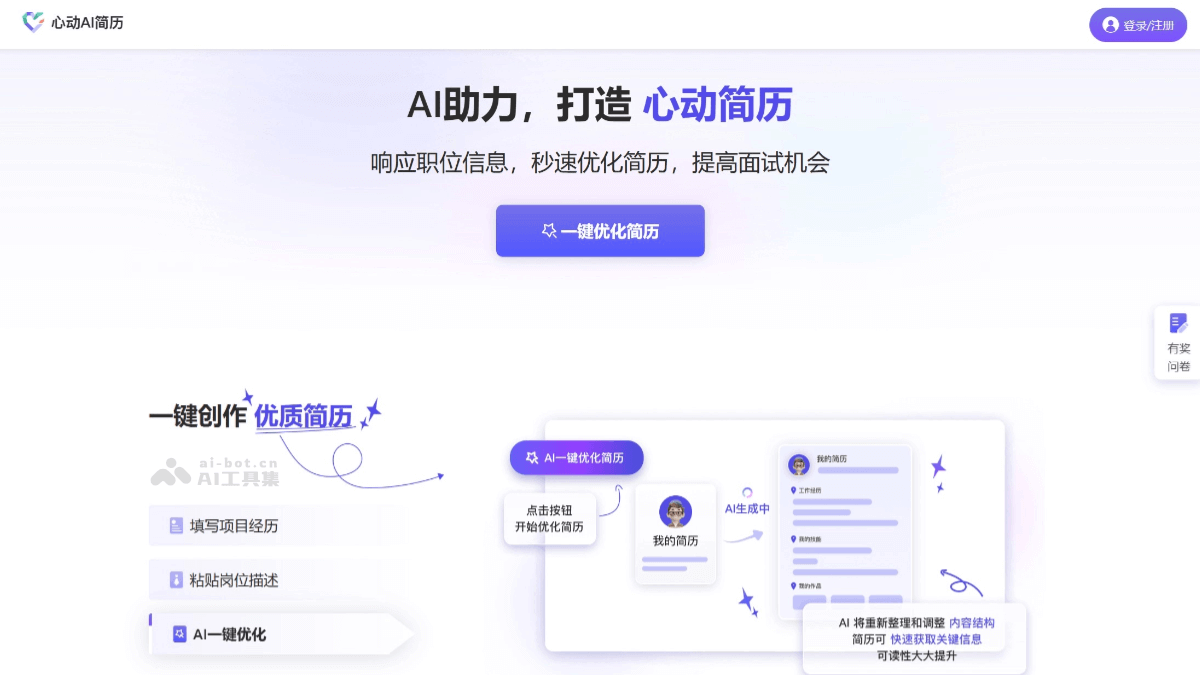 心动AI简历
登录/注册
AI助力，打造 心动简历
响应职位信息，秒速优化简历，提高面试机会
一键优化简历
有奖
问卷
一键创作 优质简历
ai-bot.cn
AI工具集
填写项目经历
粘贴岗位描述
AI一键优化
AI一键优化简历
点击按钮
开始优化简历
我的简历
AI生成中
我的简历
工作经历
我的技能
我的作品
AI 将重新整理和调整 内容结构
简历可 快速获取关键信息
可读性大大提升